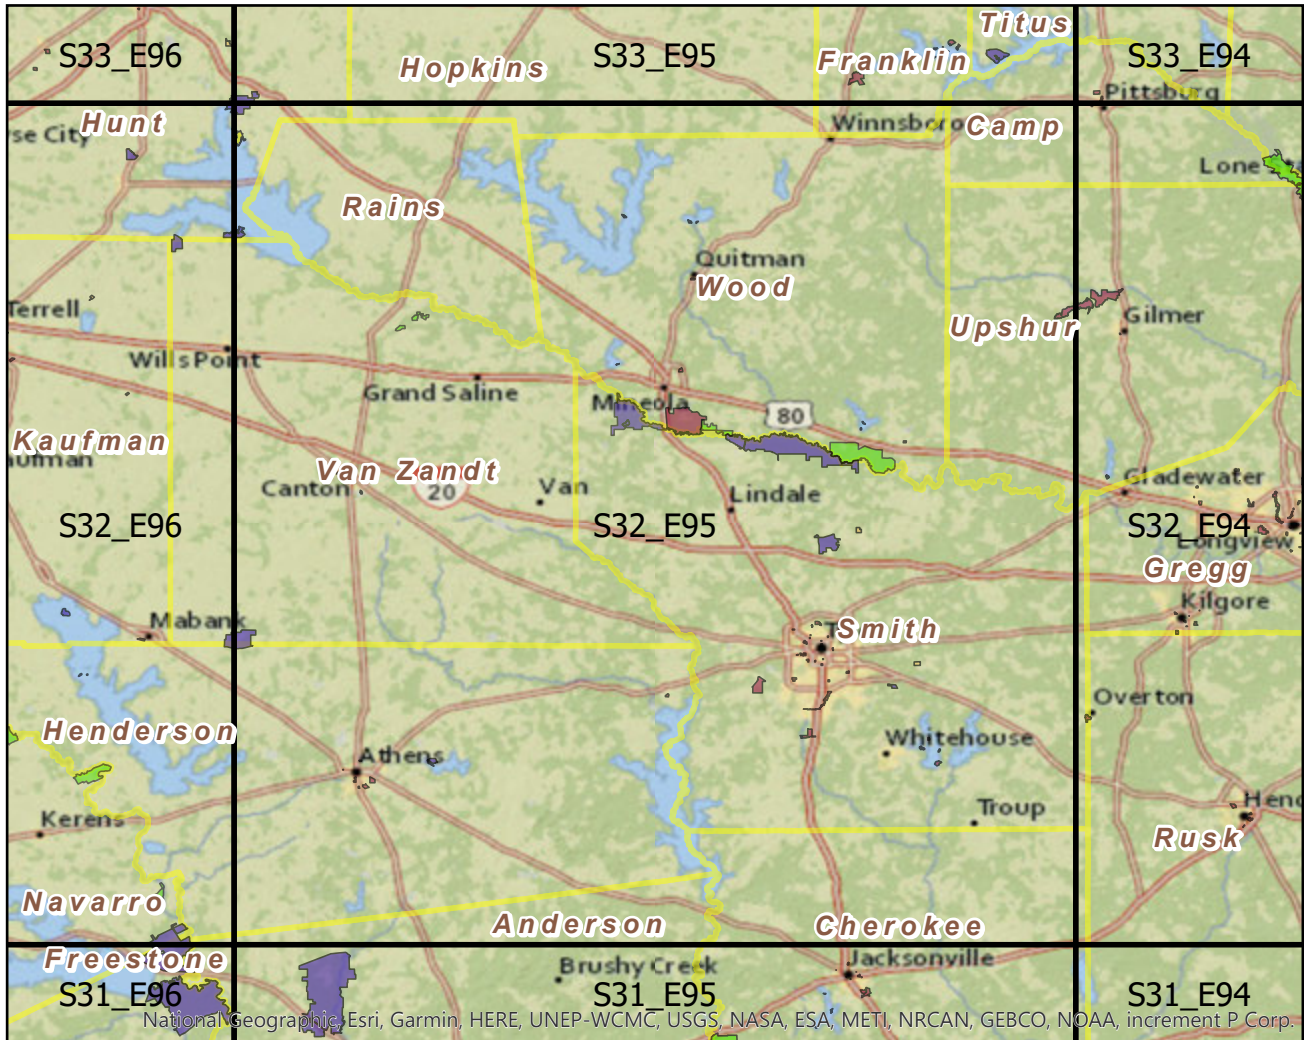 Titus
S33_E96
Hopkins
S33_E95
Franklin
S33_E94
Pittsburg
Hunt
se City
Winnsboro
Camp
Lone
Rains
Quitman
Wood
Terrell
Upshur
Gilmer
Wills Point
Grand Saline
Mineola
80
Kaufman
aufman
Van Zandt
Canton
20
Van
Lindale
Gladewater
S32_E96
S32_E95
S32_E94
Longview
Gregg
Kilgore
Mabank
Smith
Overton
Henderson
Athens
Whitehouse
Kerens
Troup
Hend
Rusk
Navarro
Anderson
Cherokee
Freestone
Brushy Creek
Jacksonville
S31_E96
S31_E95
S31_E94
National Geographic, Esri, Garmin, HERE, UNEP-WCMC, USGS, NASA, ESA, METI, NRCAN, GEBCO, NOAA, increment P Corp.